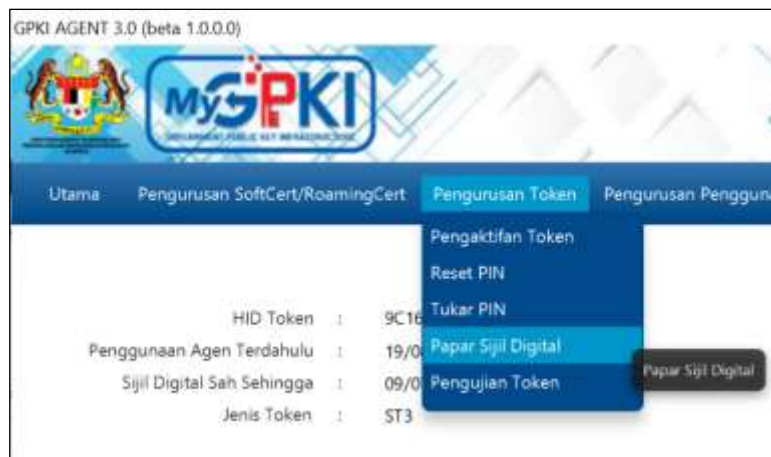 GPKI AGENT 3.0 (beta 1.0.0.0)
MyGPKI
Utama Pengurusan SoftCert/RoamingCert Pengurusan Token Pengurusan Penggun
Pengaktifan Token
Reset PIN
HID Token : 9C16 Tukar PIN
Penggunaan Agen Terdahulu : 19/0 Papar Sijil Digital
Papar Sijil Digital
Sijil Digital Sah Sehingga : 09/0 Pengujian Token
Jenis Token : ST3